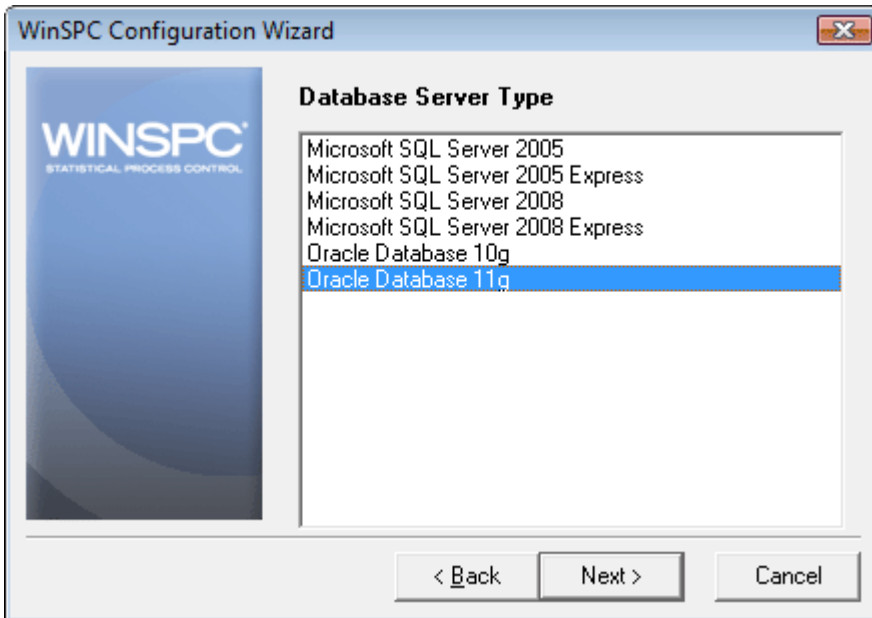 WinSPC Configuration Wizard
WINSPC
STATISTICAL PROCESS CONTROL
Database Server Type
Microsoft SQL Server 2005
Microsoft SQL Server 2005 Express
Microsoft SQL Server 2008
Microsoft SQL Server 2008 Express
Oracle Database 10g
Oracle Database 11g
< Back
Next >
Cancel